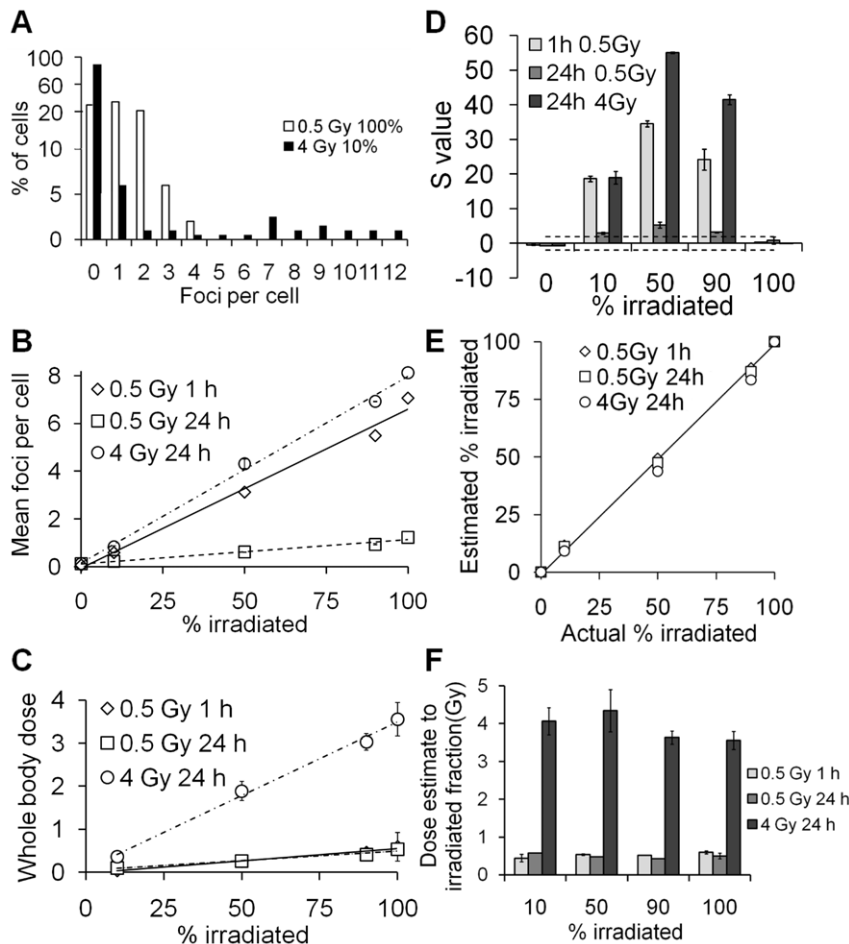 A
100
60
20
10
5
0
% of cells
0.5 Gy 100%
4 Gy 10%
0 1 2 3 4 5 6 7 8 9 10 11 12
Foci per cell
D
60
50
40
30
20
10
0
-10
S value
1h 0.5Gy
24h 0.5Gy
24h 4Gy
0 10 50 90 100
% irradiated
B
8
6
4
2
0
Mean foci per cell
0.5 Gy 1 h
0.5 Gy 24 h
4 Gy 24 h
0 25 50 75 100
% irradiated
E
100
75
50
25
0
Estimated % irradiated
0.5Gy 1h
0.5Gy 24h
4Gy 24h
0 25 50 75 100
Actual % irradiated
C
4
3
2
1
0
Whole body dose
0.5 Gy 1 h
0.5 Gy 24 h
4 Gy 24 h
0 25 50 75 100
% irradiated
F
5
4
3
2
1
0
Dose estimate to
irradiated fraction(Gy)
0.5 Gy 1 h
0.5 Gy 24 h
4 Gy 24 h
10 50 90 100
% irradiated